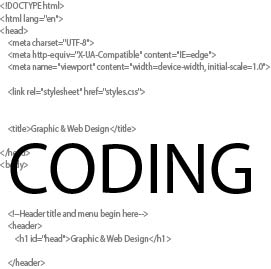 <!DOCTYPE html>
<html lang="en">
<head>
<meta charset="UTF-8">
<meta http-equiv="X-UA-Compatible" content="IE=edge">
<meta name="viewport" content="width=device-width, initial-scale=1.0">
<link rel="stylesheet" href="styles.css">
<title>Graphic & Web Design</title>
</head>
<body>
CODING
<!--Header title and menu begin here-->
<header>
<h1 id="head">Graphic & Web Design</h1>
</header>